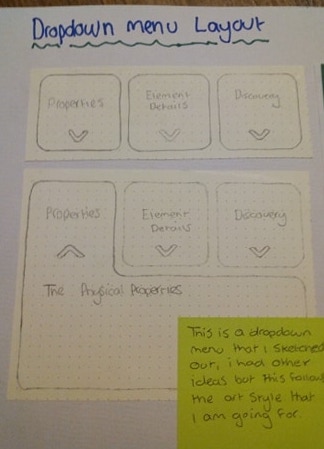 Dropdown Menu Layout
Properties
Element
Details
Discovery
Properties
Element
Details
Discovery
The Physical Properties
This is a dropdown
menu that I sketched
out, i had other
ideas but this follows
the art style that
I am going for.